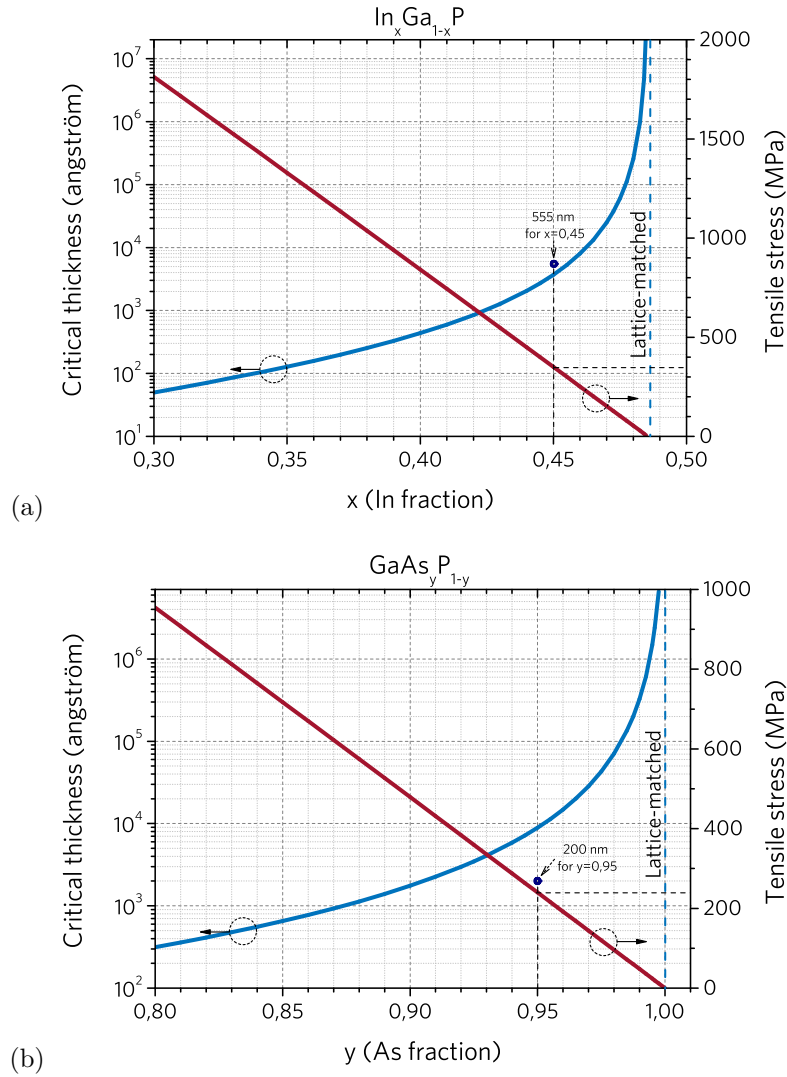 InₓGa₁₋ₓP
Critical thickness (angström)
10⁷
10⁶
10⁵
10⁴
10³
10²
10¹
2000
1500
1000
500
0
Tensile stress (MPa)
555 nm
for x=0,45
Lattice-matched
0,30 0,35 0,40 0,45 0,50
x (In fraction)
(a)
GaAsᵧP₁₋ᵧ
Critical thickness (angström)
10⁶
10⁵
10⁴
10³
10²
1000
800
600
400
200
0
Tensile stress (MPa)
200 nm
for y=0,95
Lattice-matched
0,80 0,85 0,90 0,95 1,00
y (As fraction)
(b)